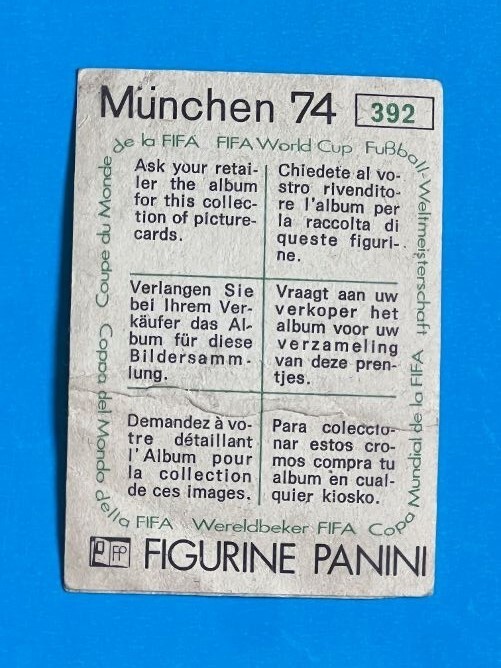 München 74 392
de la FIFA FIFA World Cup Fußball-Weltmeisterschaft
Coupe du Monde
Ask your retai-
ler the album
for this collec-
tion of picture-
cards.
Chiedete al vo-
stro rivendito-
re l'album per
la raccolta di
queste figuri-
ne.
Verlangen Sie
bei Ihrem Ver-
käufer das Al-
bum für diese
Bildersamm-
lung.
Vraagt aan uw
verkoper het
album voor uw
verzameling
van deze pren-
tjes.
Demandez à vo-
tre détaillant
l'Album pour
la collection
de ces images.
Para coleccio-
nar estos cro-
mos compra tu
album en cual-
quier kiosko.
Coppa del Mondo della FIFA
Wereldbeker FIFA
Copa Mundial de la FIFA
FP FIGURINE PANINI